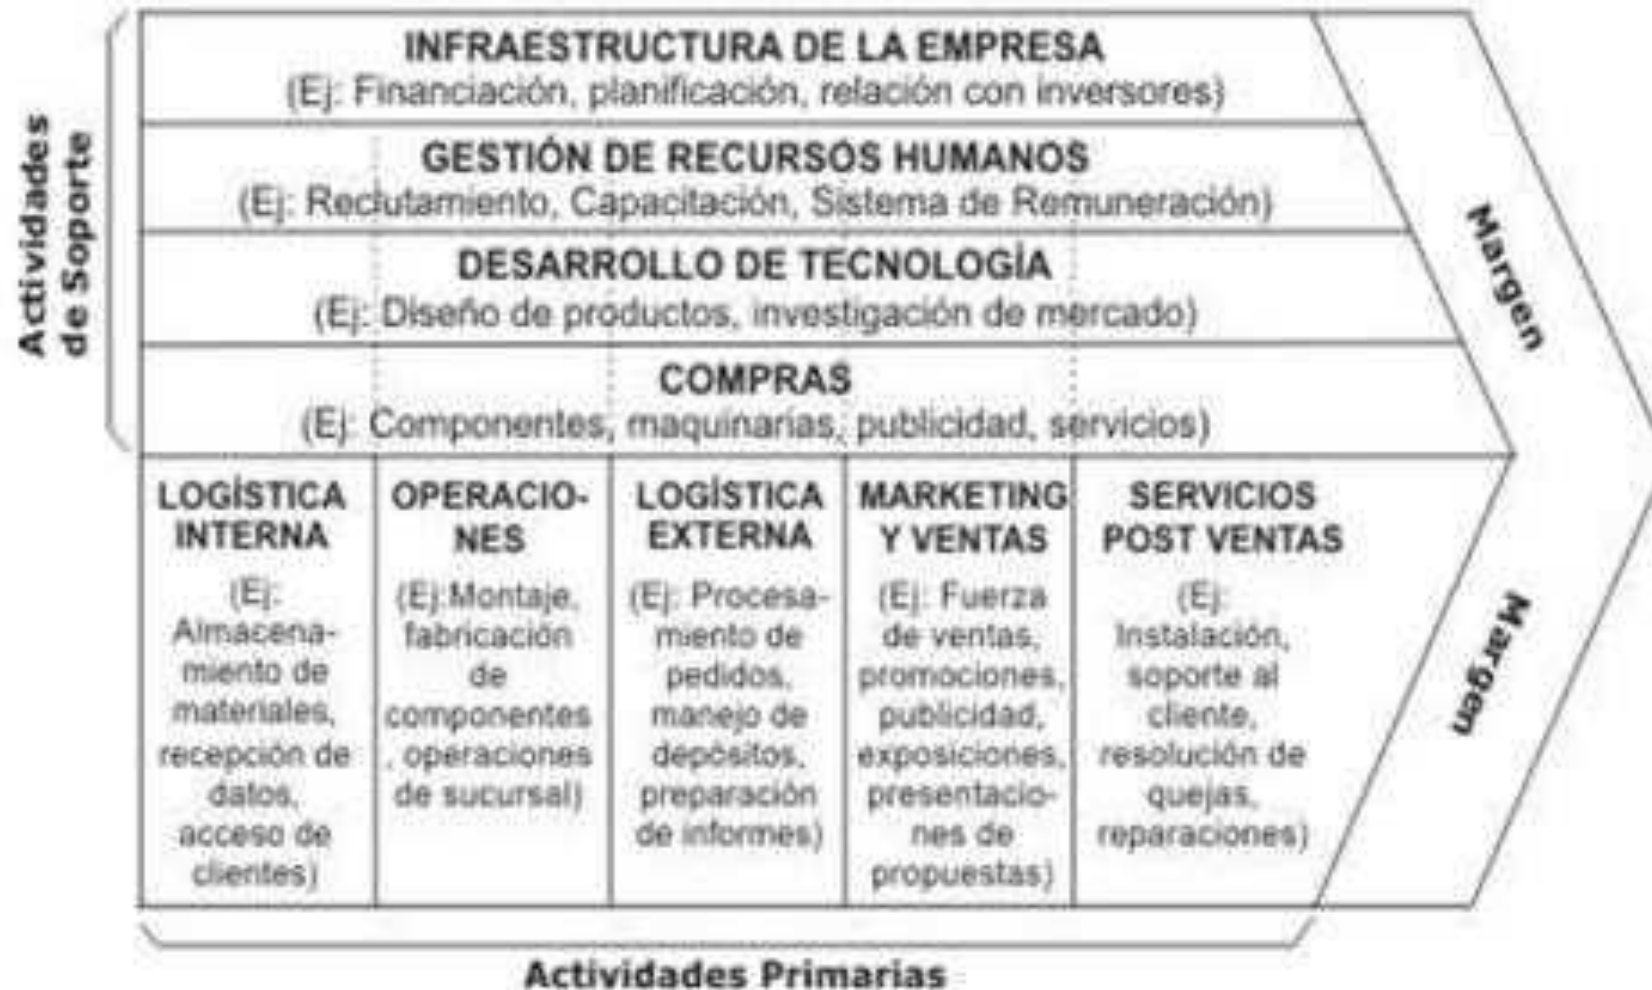 Actividades
de Soporte
INFRAESTRUCTURA DE LA EMPRESA
(Ej: Financiación, planificación, relación con inversores)
GESTIÓN DE RECURSOS HUMANOS
(Ej: Reclutamiento, Capacitación, Sistema de Remuneración)
DESARROLLO DE TECNOLOGÍA
(Ej: Diseño de productos, investigación de mercado)
COMPRAS
(Ej: Componentes, maquinarias, publicidad, servicios)
Margen
LOGÍSTICA
INTERNA
(Ej:
Almacena-
miento de
materiales,
recepción de
datos,
acceso de
clientes)
OPERACIO-
NES
(Ej:Montaje,
fabricación
de
componentes
, operaciones
de sucursal)
LOGÍSTICA
EXTERNA
(Ej: Procesa-
miento de
pedidos,
manejo de
depósitos,
preparación
de informes)
MARKETING
Y VENTAS
(Ej: Fuerza
de ventas,
promociones,
publicidad,
exposiciones,
presentacio-
nes de
propuestas)
SERVICIOS
POST VENTAS
(Ej:
Instalación,
soporte al
cliente,
resolución de
quejas,
reparaciones)
Margen
Actividades Primarias